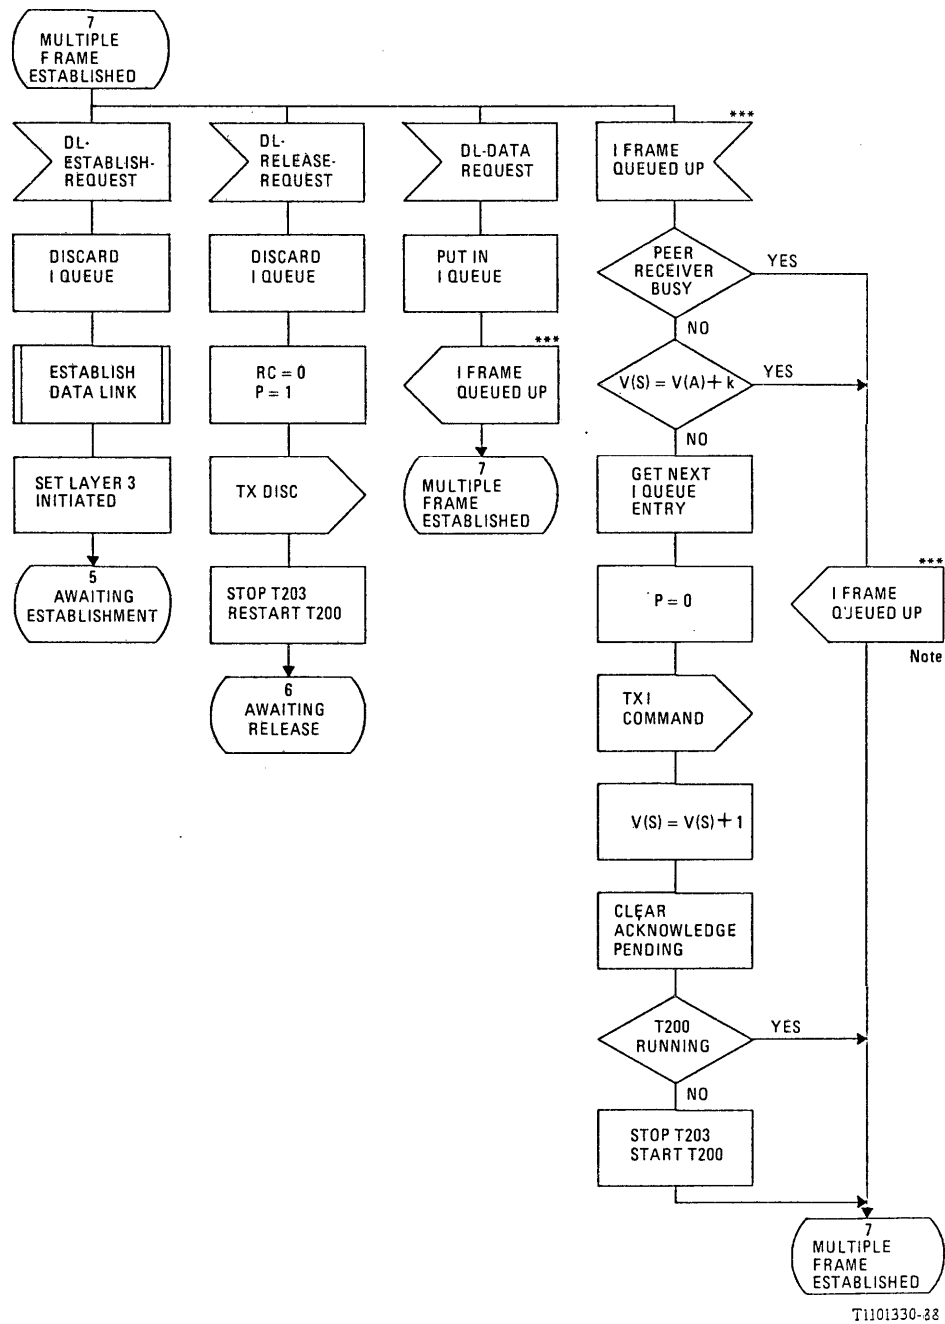 7
MULTIPLE
FRAME
ESTABLISHED
DL-
ESTABLISH-
REQUEST
DISCARD
I QUEUE
ESTABLISH
DATA LINK
SET LAYER 3
INITIATED
5
AWAITING
ESTABLISHMENT
DL-
RELEASE-
REQUEST
DISCARD
I QUEUE
RC = 0
P = 1
TX DISC
STOP T203
RESTART T200
6
AWAITING
RELEASE
DL-DATA
REQUEST
PUT IN
I QUEUE
***
I FRAME
QUEUED UP
7
MULTIPLE
FRAME
ESTABLISHED
***
I FRAME
QUEUED UP
PEER
RECEIVER
BUSY
YES
NO
V(S) = V(A) + k
YES
NO
GET NEXT
I QUEUE
ENTRY
P = 0
TX I
COMMAND
V(S) = V(S) + 1
CLEAR
ACKNOWLEDGE
PENDING
T200
RUNNING
YES
NO
STOP T203
START T200
***
I FRAME
QUEUED UP
Note
7
MULTIPLE
FRAME
ESTABLISHED
T1101330-88